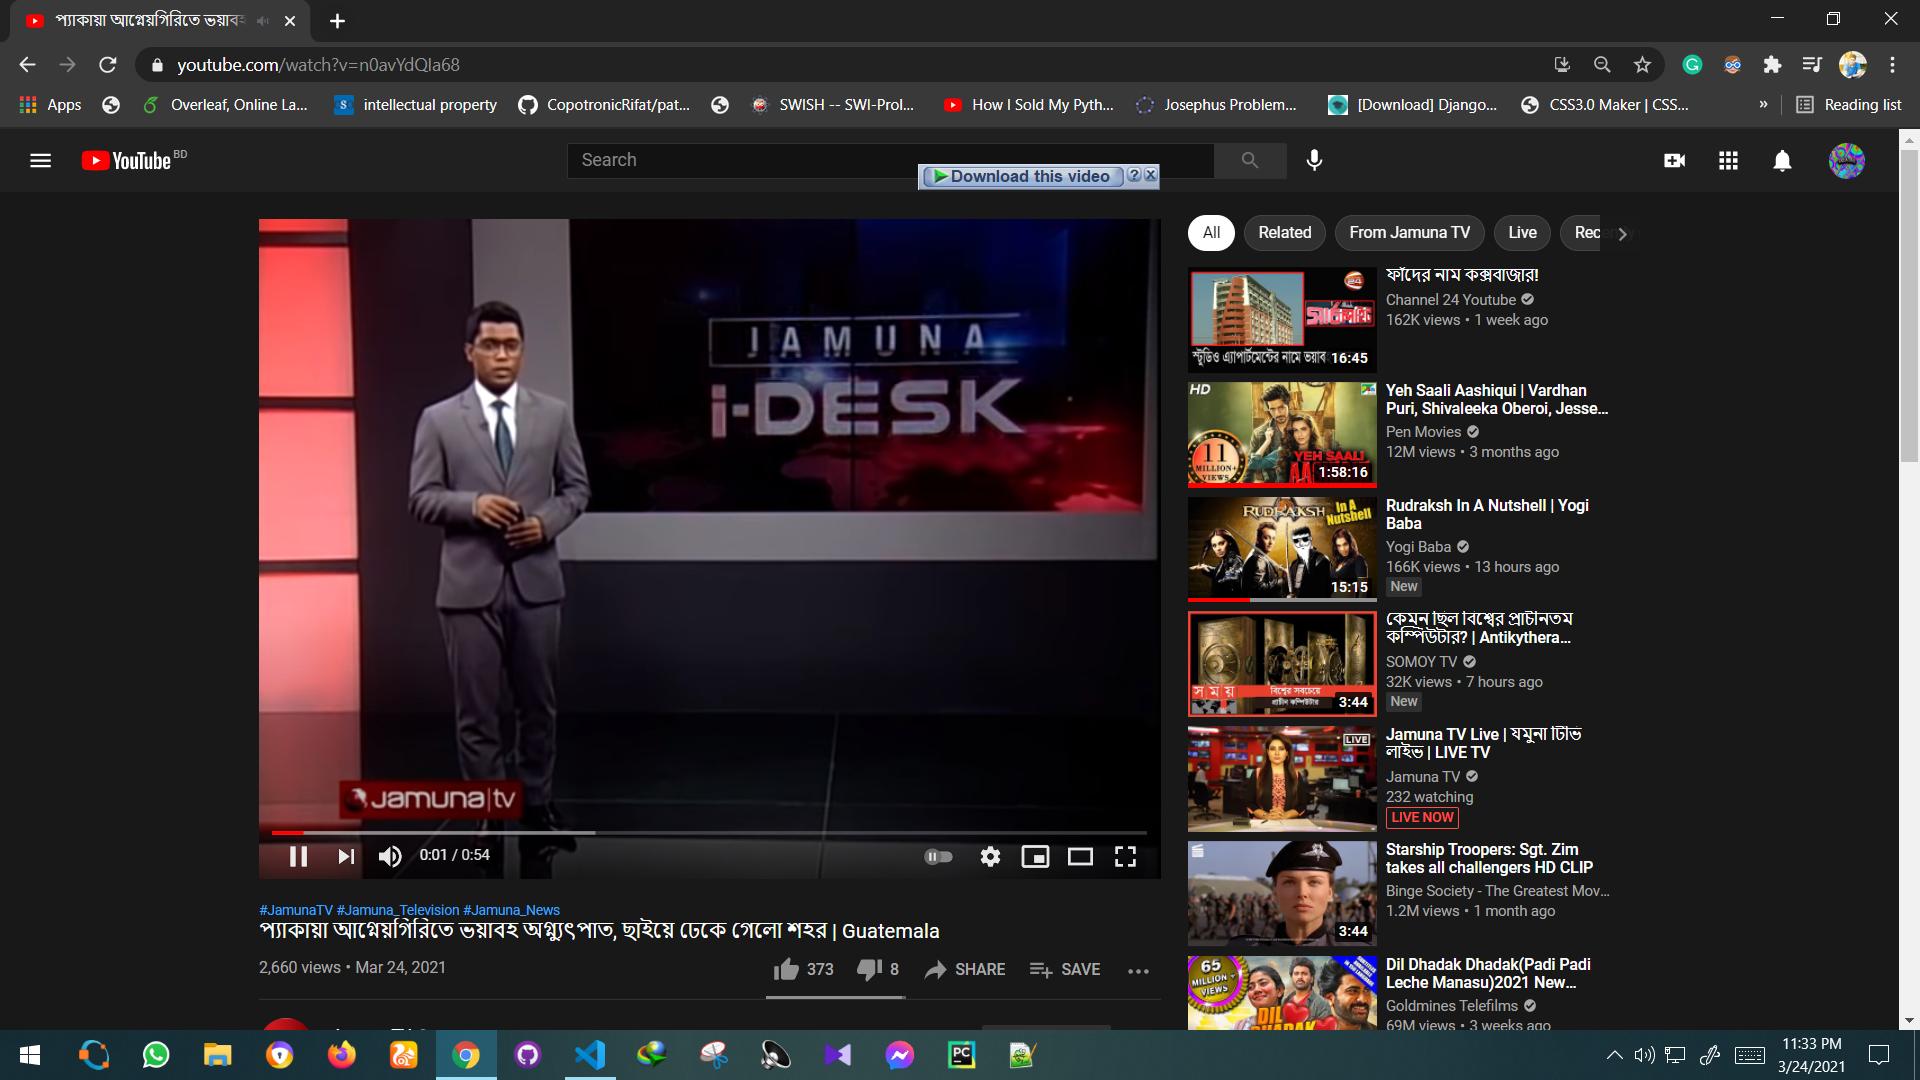 প্যাকায়া আগ্নেয়গিরিতে ভয়াবহ
youtube.com/watch?v=n0avYdQIa68
Apps
Overleaf, Online La...
intellectual property
CopotronicRifat/pat...
SWISH -- SWI-Prol...
How I Sold My Pyth...
Josephus Problem...
[Download] Django...
CSS3.0 Maker | CSS...
»
Reading list
YouTube BD
Search
Download this video
JAMUNA
i-DESK
Jamuna|tv
0:01 / 0:54
#JamunaTV #Jamuna_Television #Jamuna_News
প্যাকায়া আগ্নেয়গিরিতে ভয়াবহ অগ্ন্যুৎপাত, ছাইয়ে ঢেকে গেলো শহর | Guatemala
2,660 views • Mar 24, 2021
373
8
SHARE
SAVE
All
Related
From Jamuna TV
Live
24
স্টুডিও এ্যাপার্টমেন্টের নামে ভয়াবহ
16:45
ফাঁদের নাম কক্সবাজার!
Channel 24 Youtube
162K views • 1 week ago
HD
11
MILLION+
VIEWS
YEH SAALI
1:58:16
Yeh Saali Aashiqui | Vardhan
Puri, Shivaleeka Oberoi, Jesse...
Pen Movies
12M views • 3 months ago
RUDRAKSH In A
Nutshell
15:15
Rudraksh In A Nutshell | Yogi
Baba
Yogi Baba
166K views • 13 hours ago
New
সময়
বিশ্বের সবচেয়ে
প্রাচীন কম্পিউটার
3:44
কেমন ছিল বিশ্বের প্রাচীনতম
কম্পিউটার? | Antikythera...
SOMOY TV
32K views • 7 hours ago
New
LIVE
Jamuna TV Live | যমুনা টিভি
লাইভ | LIVE TV
Jamuna TV
232 watching
LIVE NOW
3:44
Starship Troopers: Sgt. Zim
takes all challengers HD CLIP
Binge Society - The Greatest Mov...
1.2M views • 1 month ago
65
MILLION+
VIEWS
DIL
DHADAK
Dil Dhadak Dhadak(Padi Padi
Leche Manasu)2021 New...
Goldmines Telefilms
69M views • 3 weeks ago
PC
11:33 PM
3/24/2021